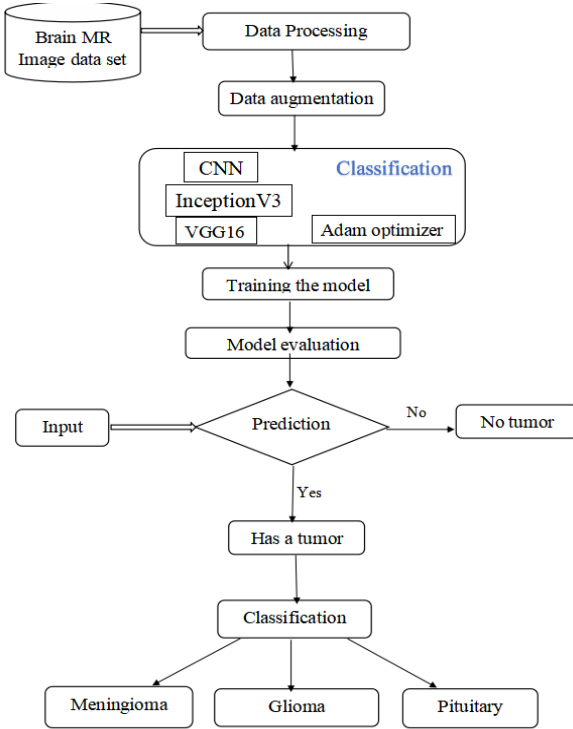 Brain MR
Image data set
Data Processing
Data augmentation
CNN
Classification
InceptionV3
VGG16
Adam optimizer
Training the model
Model evaluation
Input
Prediction
No
No tumor
Yes
Has a tumor
Classification
Meningioma
Glioma
Pituitary